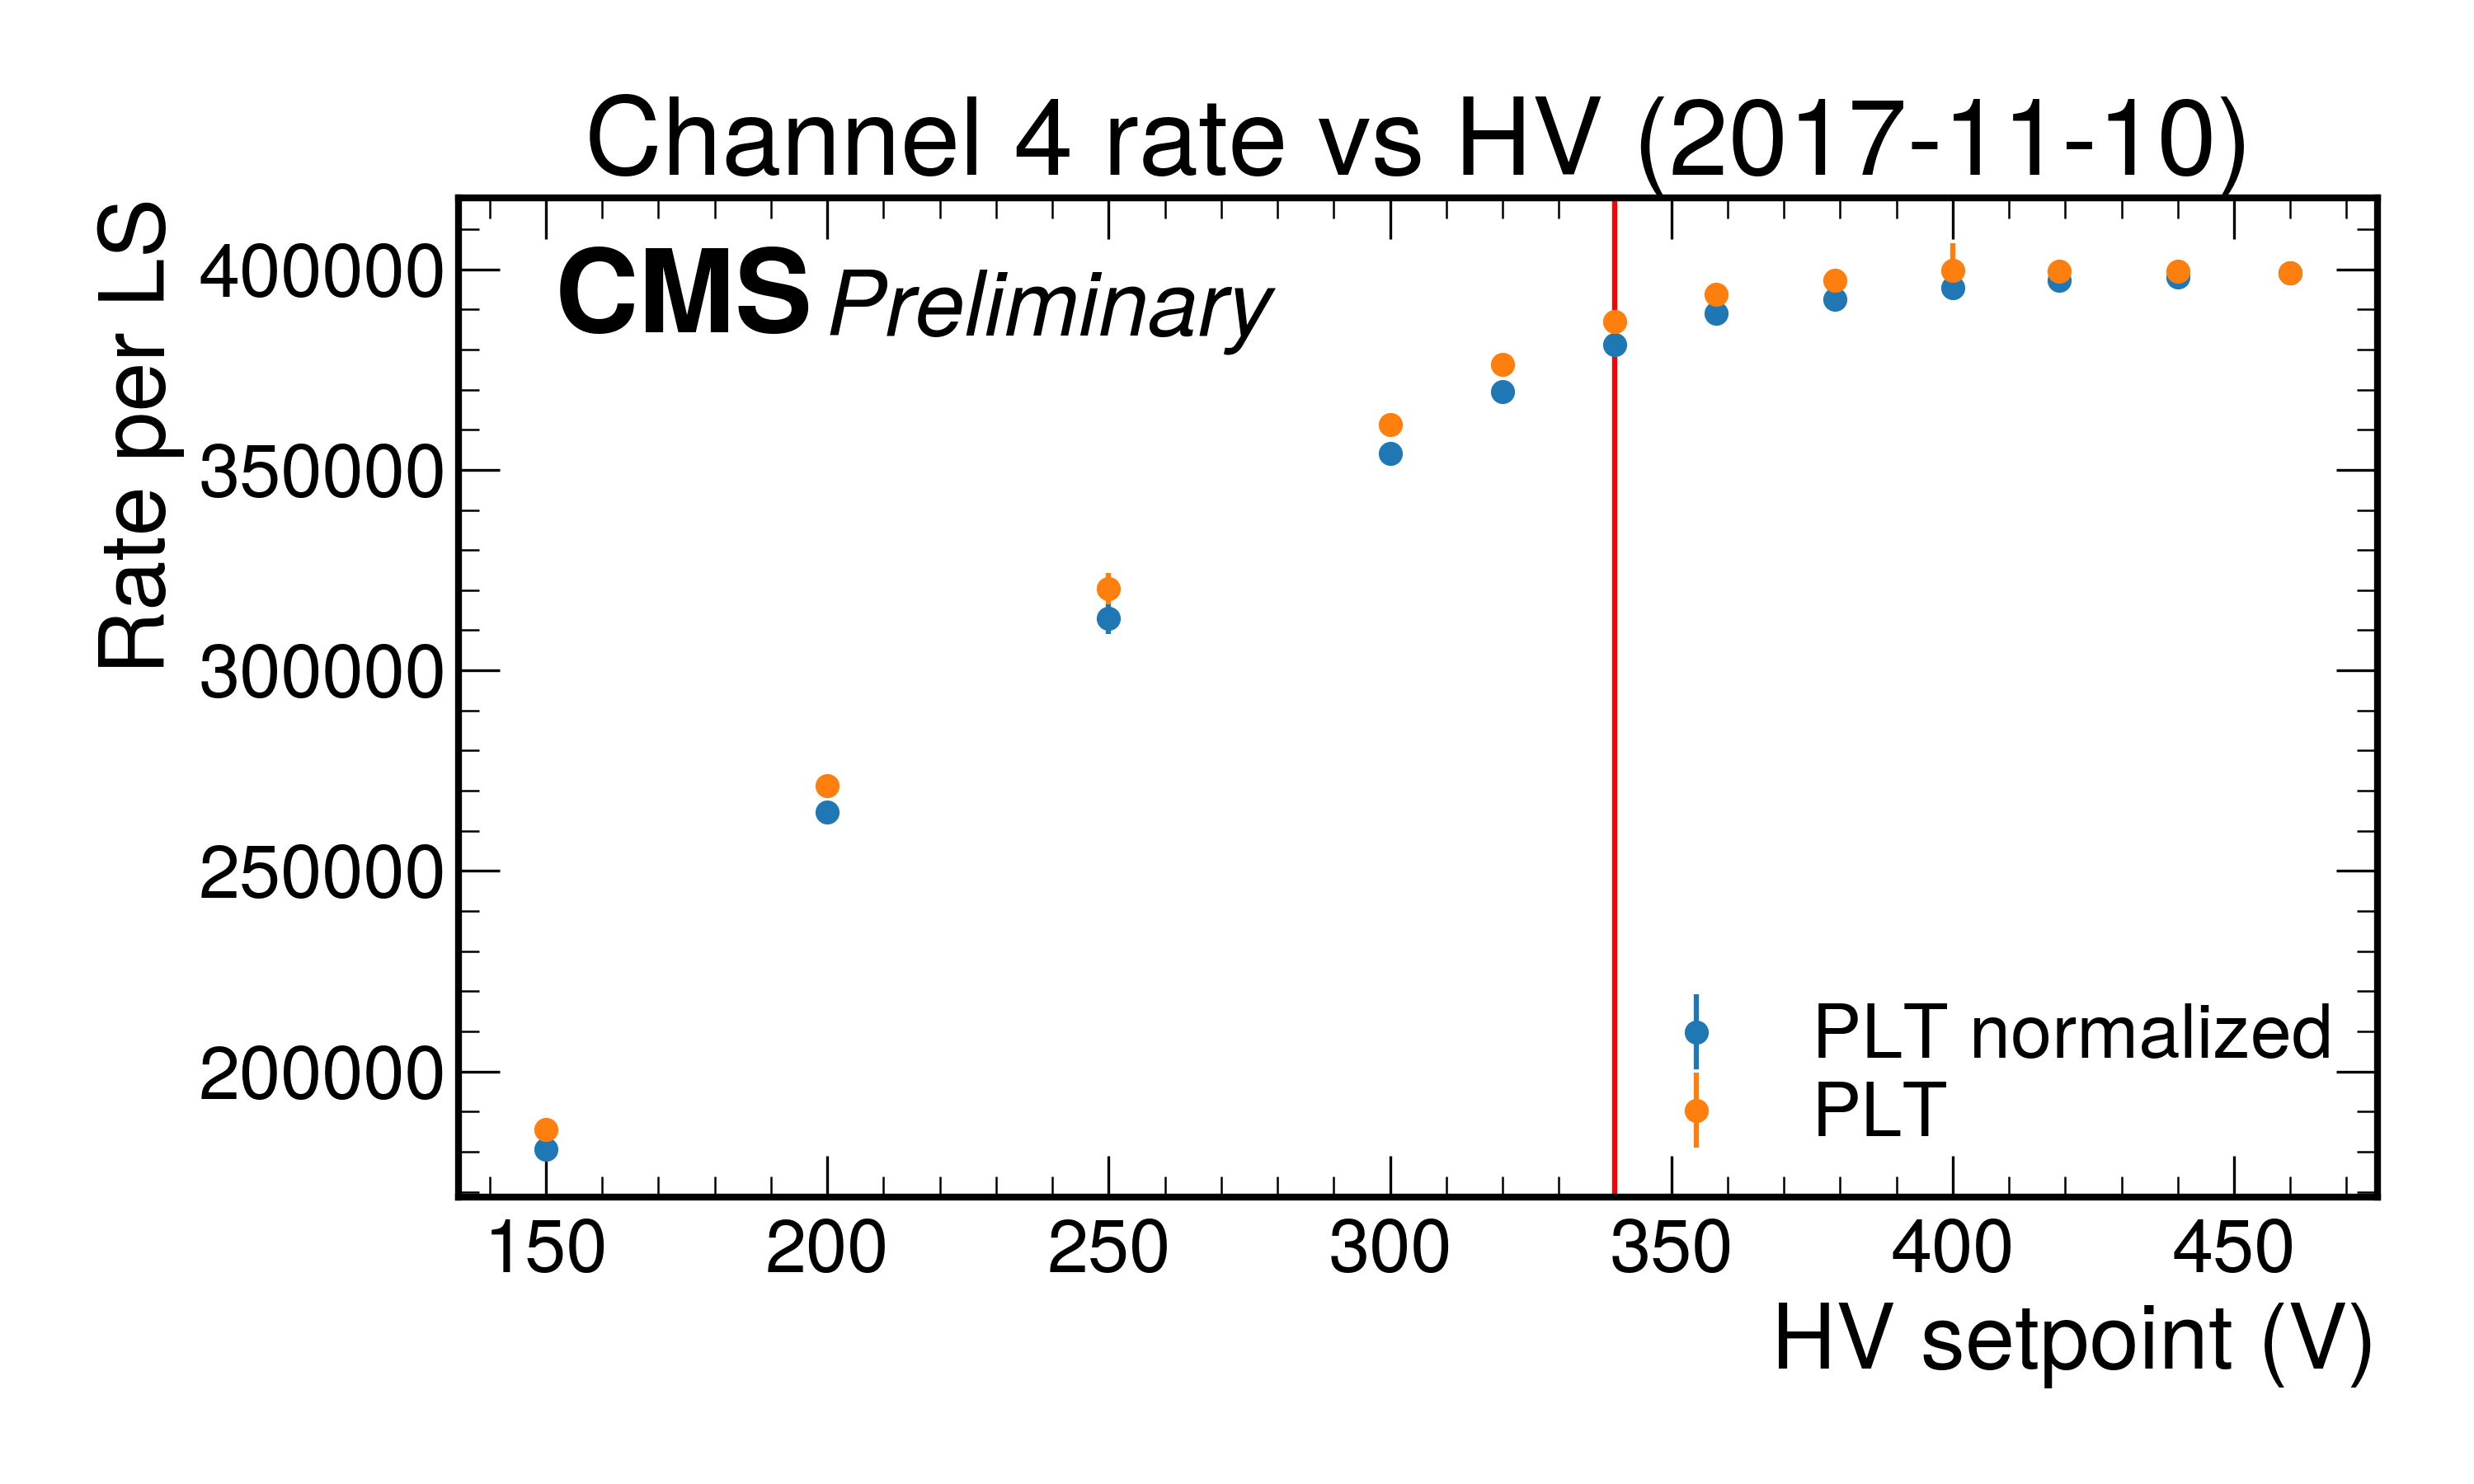 Channel 4 rate vs HV (2017-11-10)
CMS Preliminary
Rate per LS
400000
350000
300000
250000
200000
PLT normalized
PLT
150 200 250 300 350 400 450
HV setpoint (V)